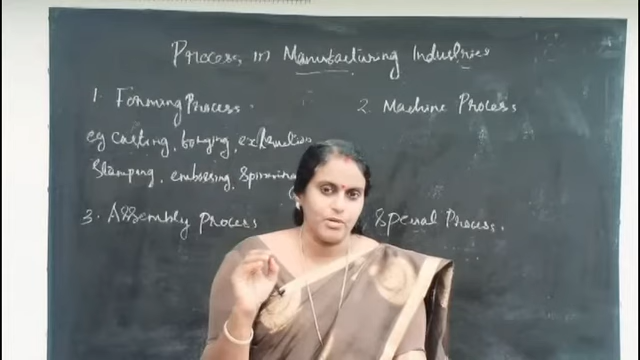 Process in Manufacturing Industries
1. Forming Process.
2. Machine Process.
eg casting, forging, extrusion
Stamping, embossing, Spinning
3. Assembly Process
Special Process.